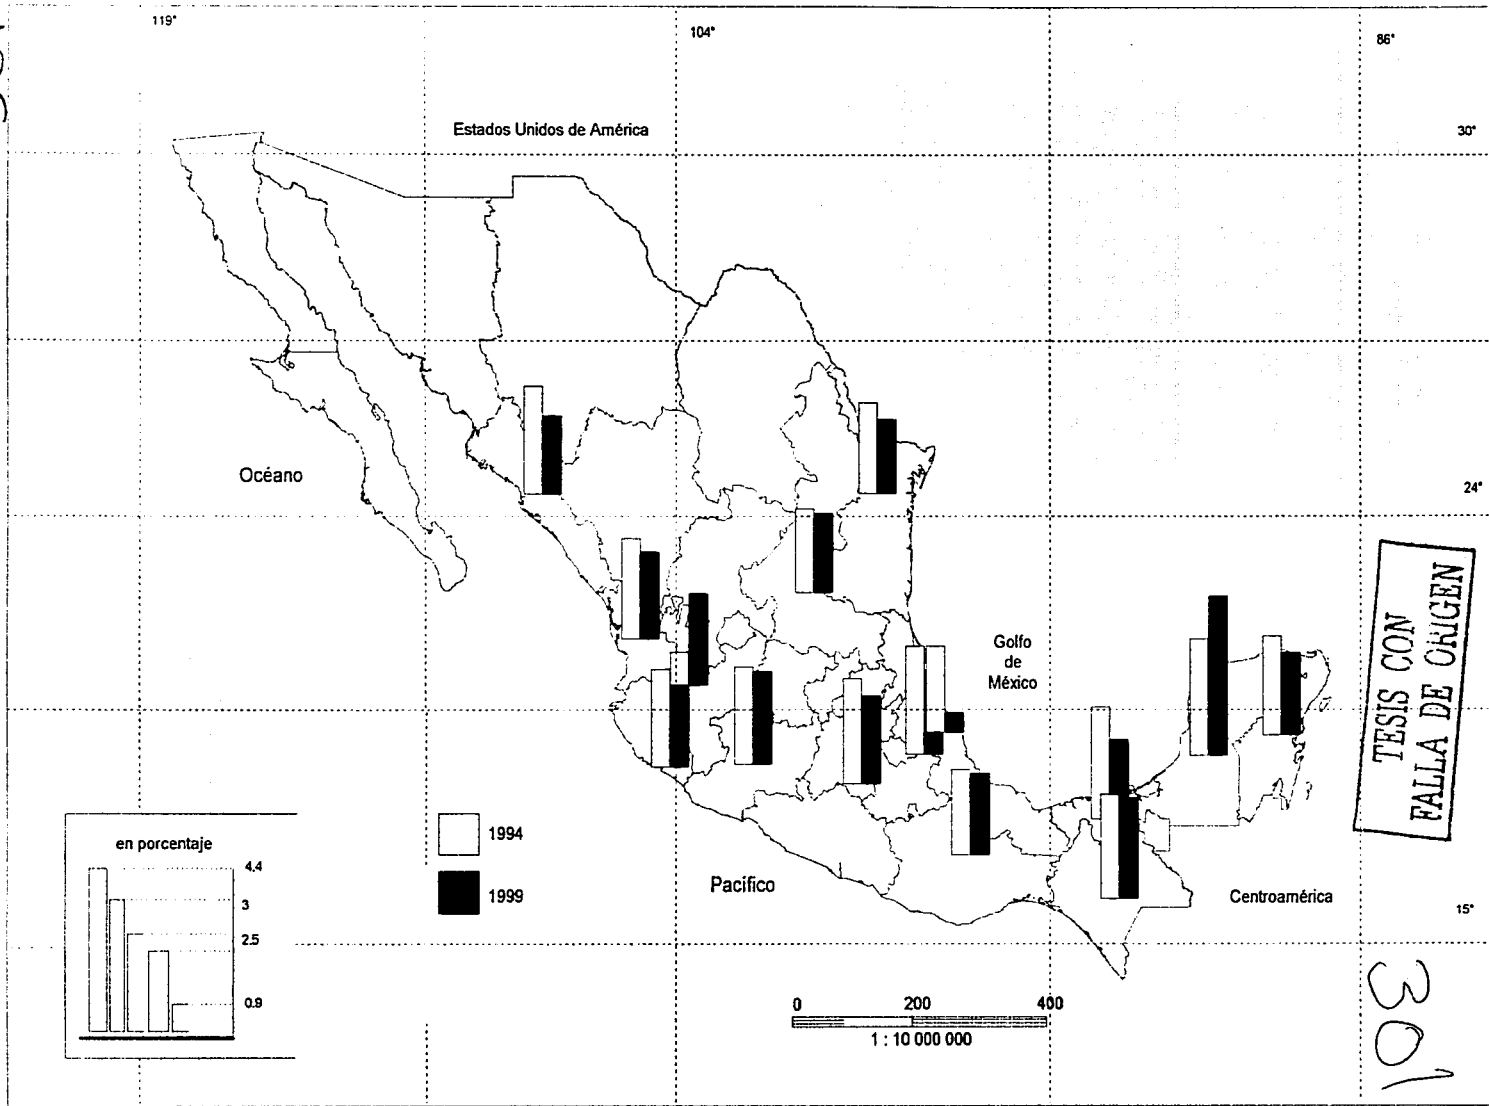 119°
104°
86°
Estados Unidos de América
30°
Océano
24°
Golfo
de
México
TESIS CON
FALLA DE ORIGEN
en porcentaje
4.4
3
2.5
0.9
1994
1999
Pacífico
Centroamérica
15°
0 200 400
1 : 10 000 000
301